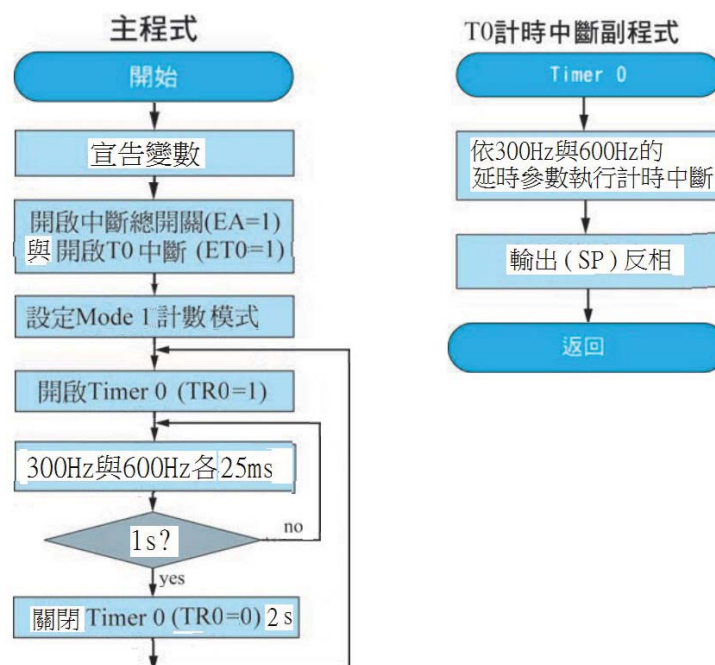 主程式
開始
宣告變數
開啟中斷總開關(EA=1)
與開啟T0 中斷 (ET0=1)
設定Mode 1 計數 模式
開啟Timer 0 (TR0=1)
300Hz與600Hz各25ms
1s?
no
yes
關閉 Timer 0 (TR0=0) 2s
T0計時中斷副程式
Timer 0
依300Hz與600Hz的
延時參數執行計時中斷
輸出(SP)反相
返回